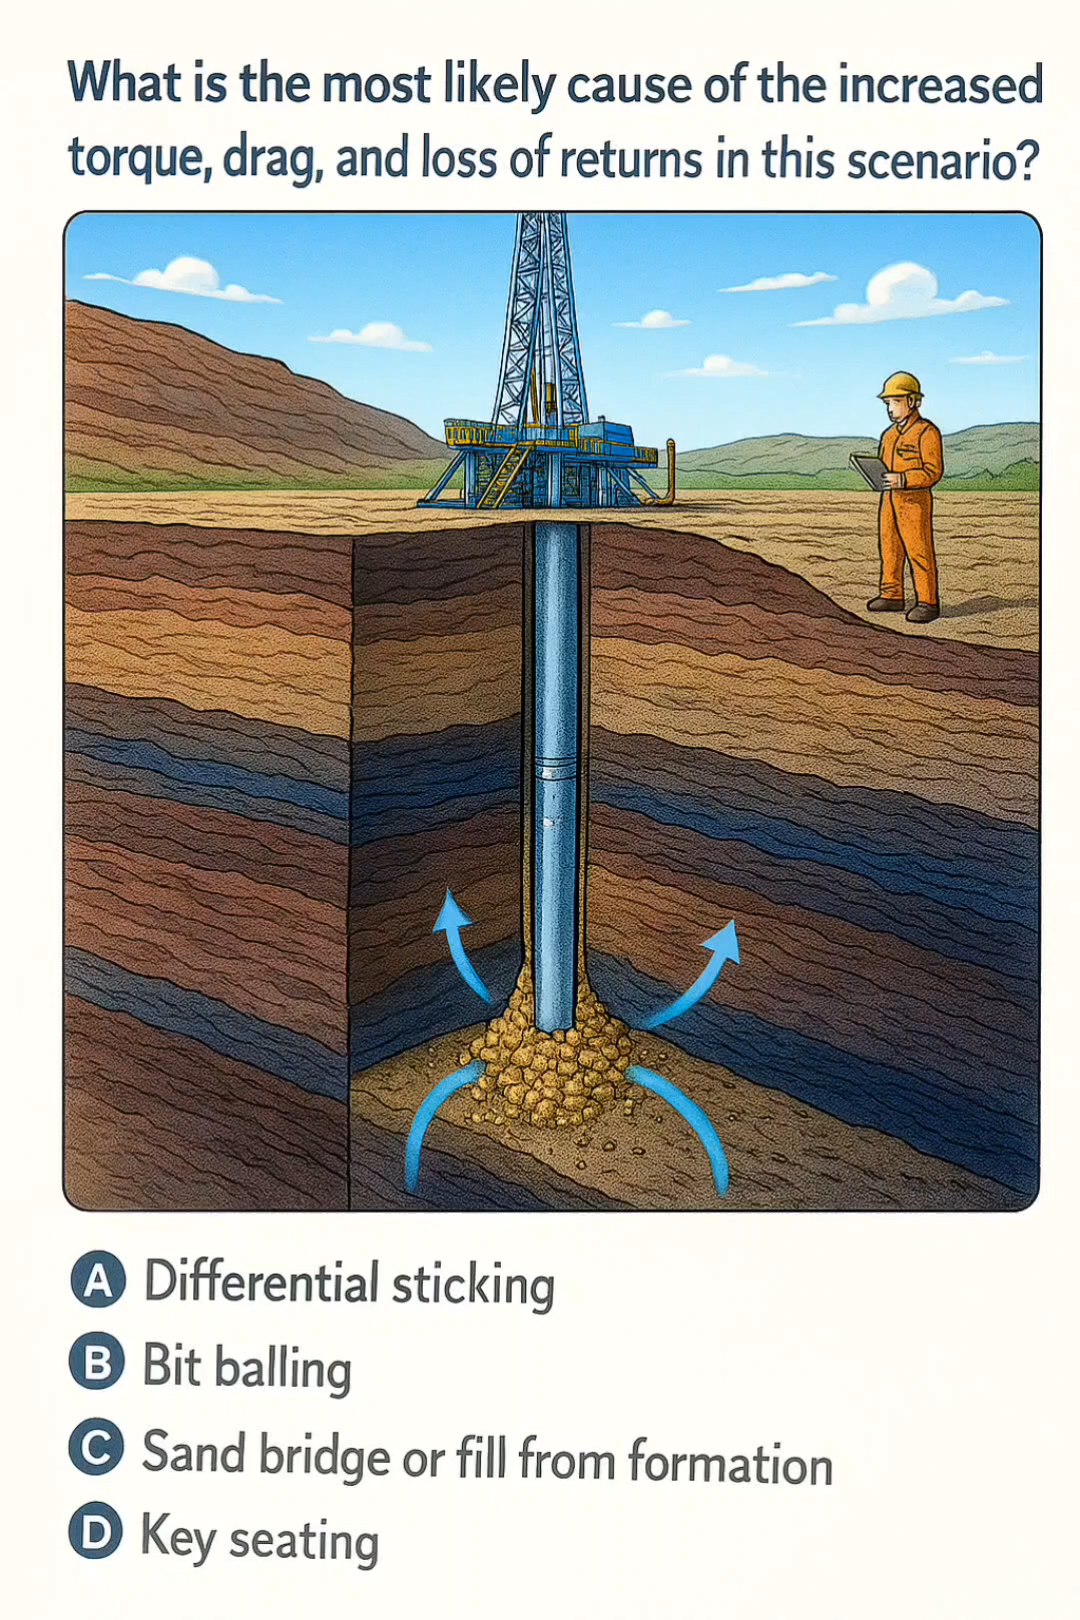 What is the most likely cause of the increased
torque, drag, and loss of returns in this scenario?
A Differential sticking
B Bit balling
C Sand bridge or fill from formation
D Key seating